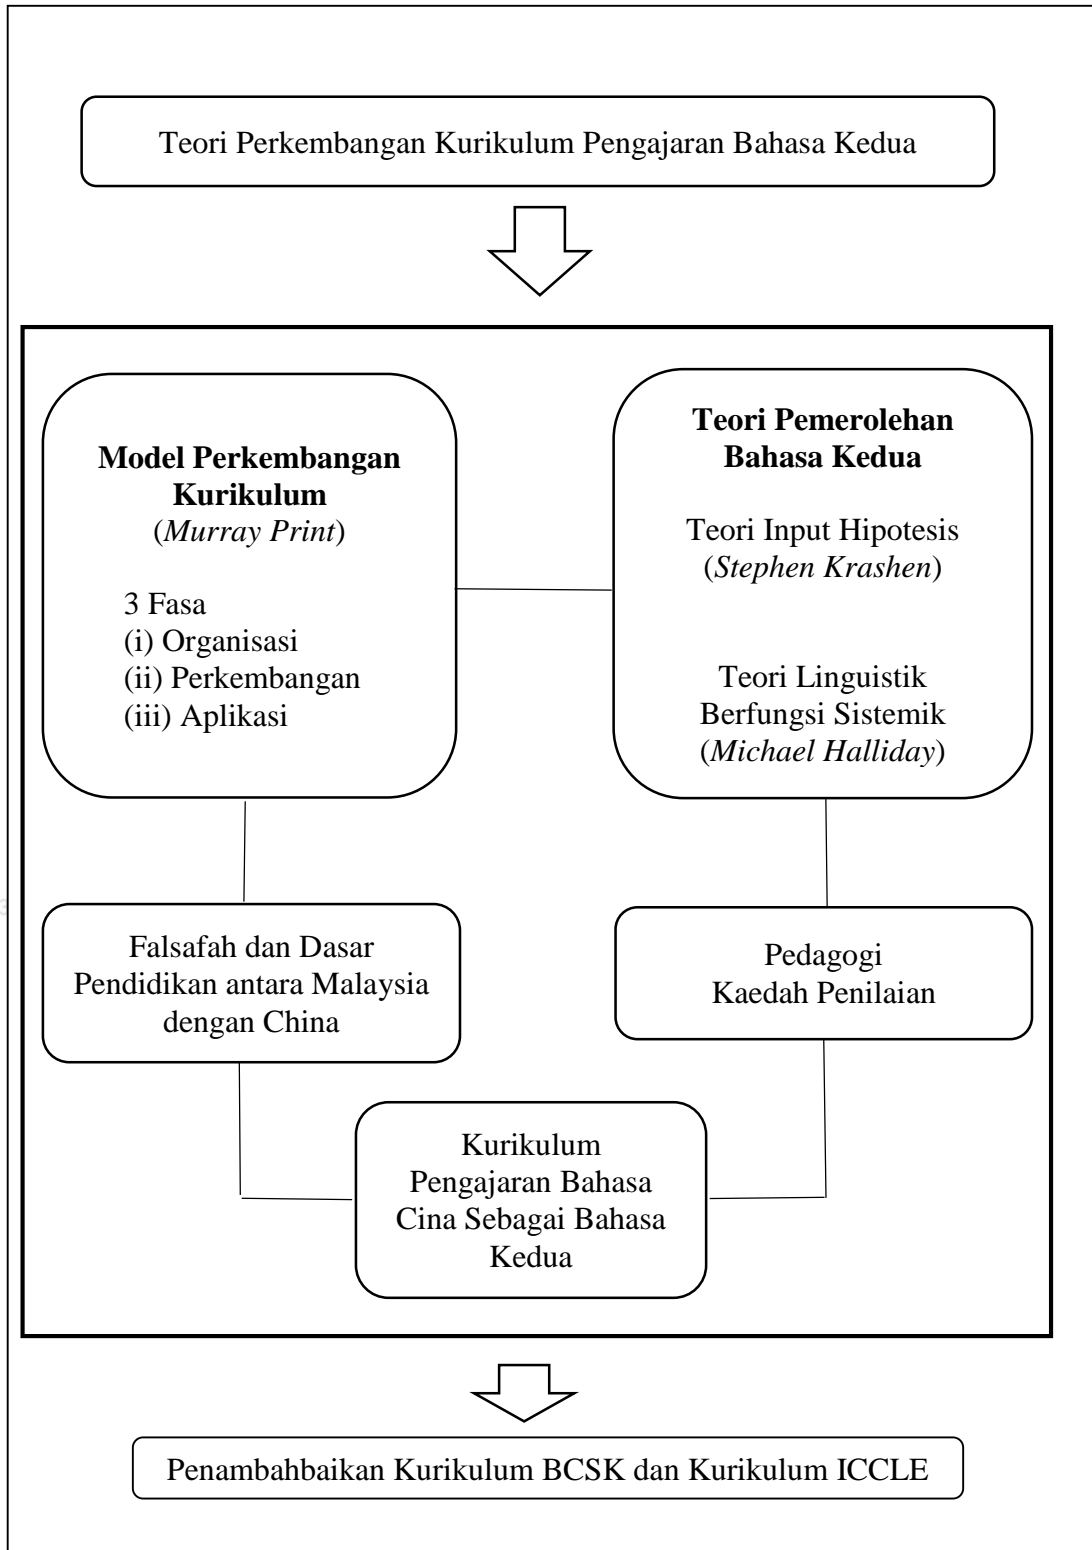 Teori Perkembangan Kurikulum Pengajaran Bahasa Kedua
Model Perkembangan
Kurikulum
(Murray Print)
3 Fasa
(i) Organisasi
(ii) Perkembangan
(iii) Aplikasi
Teori Pemerolehan
Bahasa Kedua
Teori Input Hipotesis
(Stephen Krashen)
Teori Linguistik
Berfungsi Sistemik
(Michael Halliday)
Falsafah dan Dasar
Pendidikan antara Malaysia
dengan China
Pedagogi
Kaedah Penilaian
Kurikulum
Pengajaran Bahasa
Cina Sebagai Bahasa
Kedua
Penambahbaikan Kurikulum BCSK dan Kurikulum ICCLE